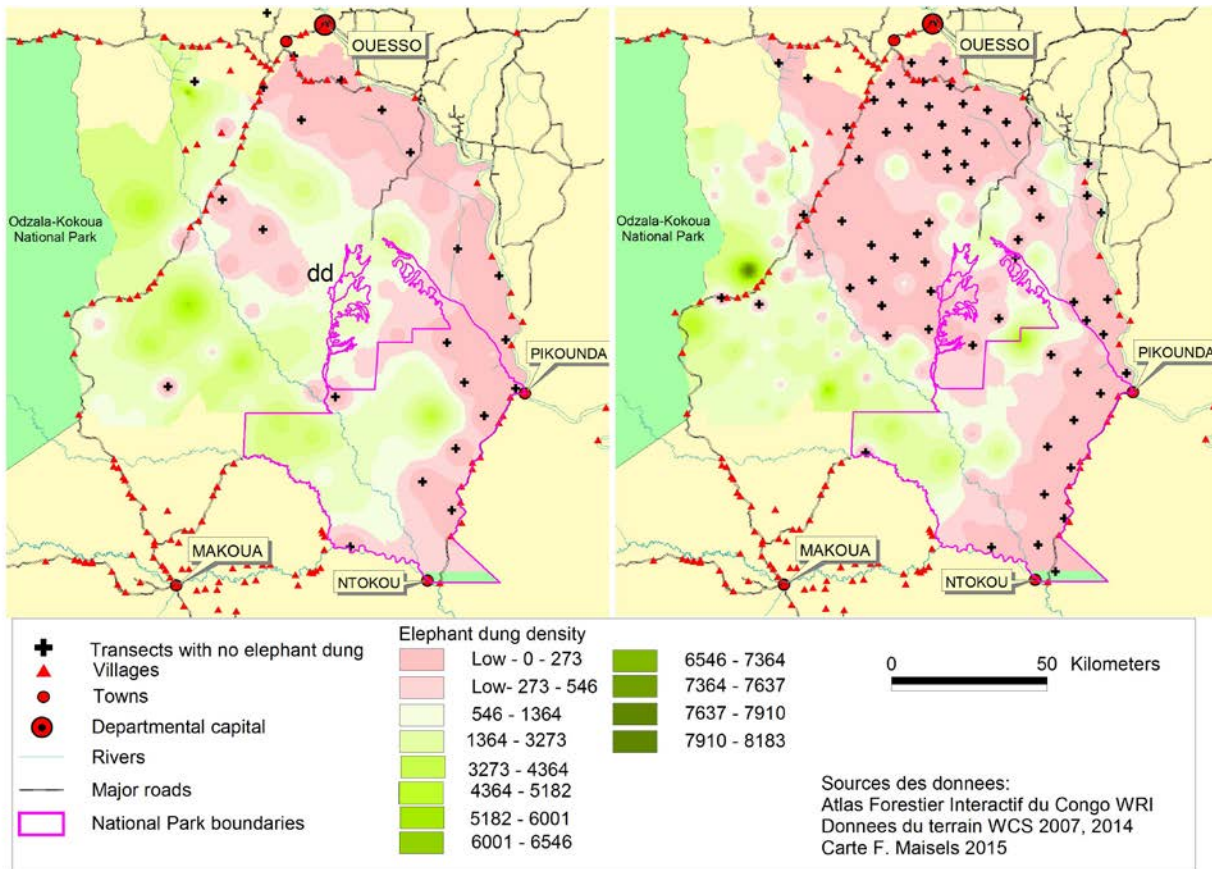 OUESSO
Odzala-Kokoua
National Park
dd
PIKOUNDA
MAKOUA
NTOKOU
OUESSO
Odzala-Kokoua
National Park
PIKOUNDA
MAKOUA
NTOKOU
Transects with no elephant dung
Villages
Towns
Departmental capital
Rivers
Major roads
National Park boundaries
Elephant dung density
Low - 0 - 273
Low- 273 - 546
546 - 1364
1364 - 3273
3273 - 4364
4364 - 5182
5182 - 6001
6001 - 6546
6546 - 7364
7364 - 7637
7637 - 7910
7910 - 8183
0 50 Kilometers
Sources des donnees:
Atlas Forestier Interactif du Congo WRI
Donnees du terrain WCS 2007, 2014
Carte F. Maisels 2015